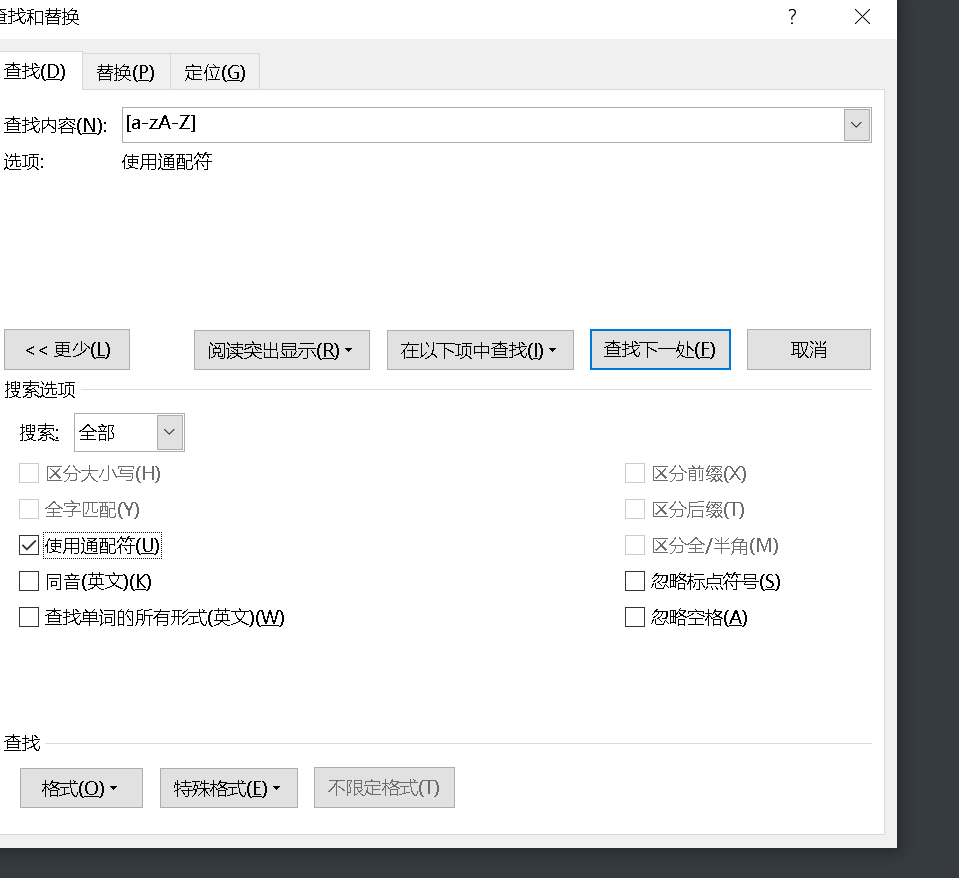 查找和替换 ?
查找(D) 替换(P) 定位(G)
查找内容(N): [a-zA-Z]
选项: 使用通配符
<< 更少(L) 阅读突出显示(R) 在以下项中查找(I) 查找下一处(F) 取消
搜索选项
搜索: 全部
区分大小写(H) 区分前缀(X)
全字匹配(Y) 区分后缀(T)
使用通配符(U) 区分全/半角(M)
同音(英文)(K) 忽略标点符号(S)
查找单词的所有形式(英文)(W) 忽略空格(A)
查找
格式(O) 特殊格式(E) 不限定格式(T)